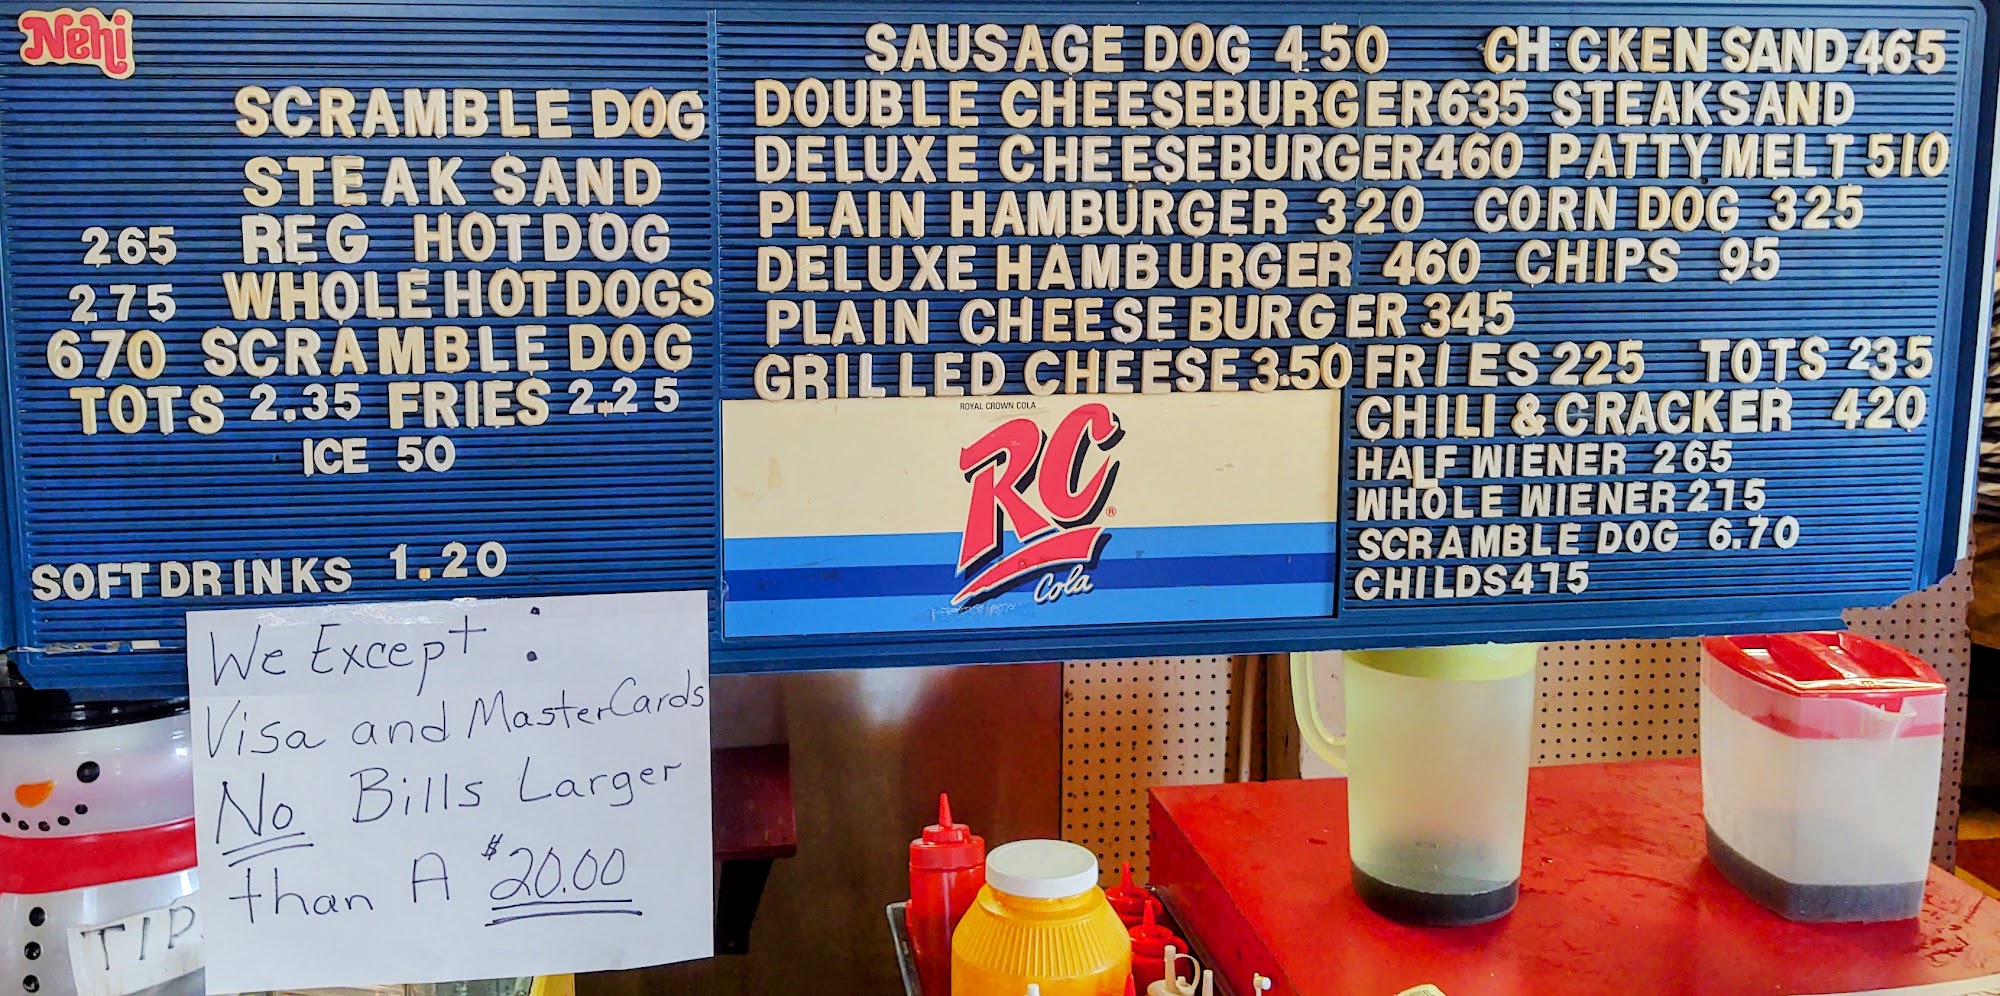 Nehi
SCRAMBLE DOG
STEAK SAND
265 REG HOTDOG
275 WHOLE HOTDOGS
670 SCRAMBLE DOG
TOTS 2.35 FRIES 2.25
ICE 50
SOFT DRINKS 1.20
SAUSAGE DOG 4 50 CH CKEN SAND 465
DOUBLE CHEESEBURGER 635 STEAK SAND
DELUXE CHEESEBURGER 460 PATTY MELT 510
PLAIN HAMBURGER 320 CORN DOG 325
DELUXE HAMBURGER 460 CHIPS 95
PLAIN CHEESEBURGER 345
GRILLED CHEESE 3.50 FRIES 225 TOTS 235
CHILI & CRACKER 420
HALF WIENER 265
WHOLE WIENER 275
SCRAMBLE DOG 6.70
CHILDS 475
ROYAL CROWN COLA
RC ®
Cola
We Except :
Visa and MasterCards
No Bills Larger
than A $20.00
TIP